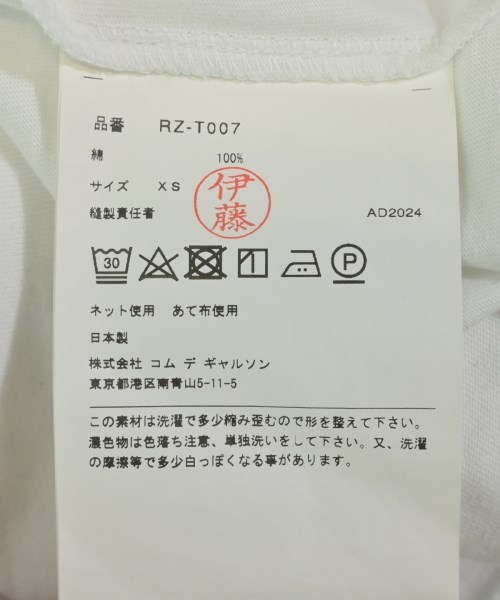 品番 RZ-T007
綿 100%
サイズ XS
縫製責任者 伊藤 AD2024
30 P
ネット使用 あて布使用
日本製
株式会社 コム デ ギャルソン
東京都港区南青山5-11-5
この素材は洗濯で多少縮み歪むので形を整えて下さい。
濃色物は色落ち注意、単独洗いをして下さい。又、洗濯
の摩擦等で多少白っぽくなる事があります。